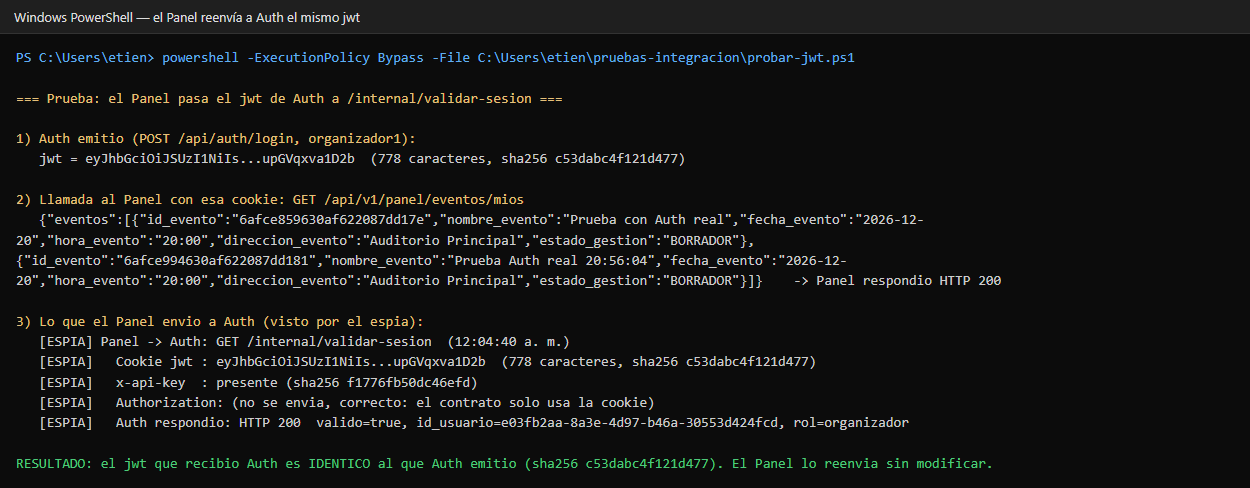 Windows PowerShell — el Panel reenvía a Auth el mismo jwt
PS C:\Users\etien> powershell -ExecutionPolicy Bypass -File C:\Users\etien\pruebas-integracion\probar-jwt.ps1
=== Prueba: el Panel pasa el jwt de Auth a /internal/validar-sesion ===
1) Auth emitio (POST /api/auth/login, organizador1):
jwt = eyJhbGciOiJSUzI1NiIs...upGVqxva1D2b  (778 caracteres, sha256 c53dabc4f121d477)
2) Llamada al Panel con esa cookie: GET /api/v1/panel/eventos/mios
{"eventos":[{"id_evento":"6afce859630af622087dd17e","nombre_evento":"Prueba con Auth real","fecha_evento":"2026-12-
20","hora_evento":"20:00","direccion_evento":"Auditorio Principal","estado_gestion":"BORRADOR"},
{"id_evento":"6afce994630af622087dd181","nombre_evento":"Prueba Auth real 20:56:04","fecha_evento":"2026-12-
20","hora_evento":"20:00","direccion_evento":"Auditorio Principal","estado_gestion":"BORRADOR"}]}    -> Panel respondio HTTP 200
3) Lo que el Panel envio a Auth (visto por el espia):
[ESPIA] Panel -> Auth: GET /internal/validar-sesion  (12:04:40 a. m.)
[ESPIA]   Cookie jwt : eyJhbGciOiJSUzI1NiIs...upGVqxva1D2b  (778 caracteres, sha256 c53dabc4f121d477)
[ESPIA]   x-api-key  : presente (sha256 f1776fb50dc46efd)
[ESPIA]   Authorization: (no se envia, correcto: el contrato solo usa la cookie)
[ESPIA]   Auth respondio: HTTP 200  valido=true, id_usuario=e03fb2aa-8a3e-4d97-b46a-30553d424fcd, rol=organizador
RESULTADO: el jwt que recibio Auth es IDENTICO al que Auth emitio (sha256 c53dabc4f121d477). El Panel lo reenvia sin modificar.